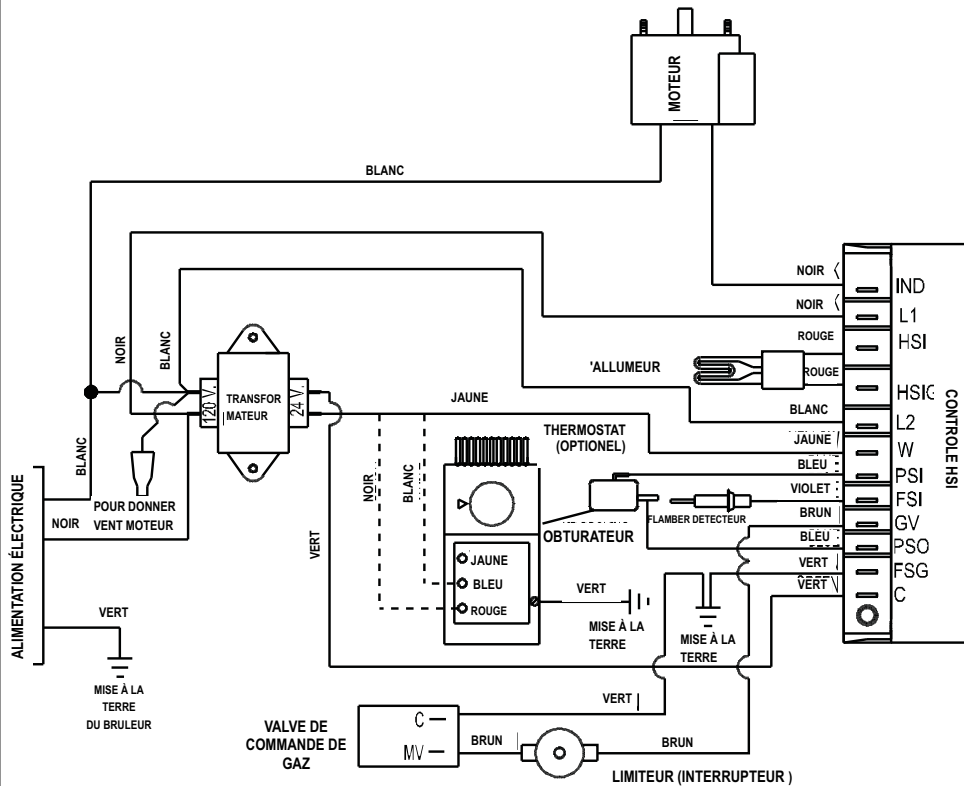 MOTEUR
BLANC
NOIR
IND
NOIR
L1
ROUGE
HSI
'ALLUMEUR
ROUGE
HSIG
BLANC
L2
JAUNE
W
BLEU
PSI
VIOLET
FSI
BRUN
GV
BLEU
PSO
VERT
FSG
VERT
C
CONTROLE HSI
NOIR
BLANC
120 V.
TRANSFOR
MATEUR
24 V.
JAUNE
THERMOSTAT
(OPTIONEL)
NOIR
BLANC
FLAMBER DETECTEUR
OBTURATEUR
BLANC
POUR DONNER
VENT MOTEUR
NOIR
ALIMENTATION ÉLECTRIQUE
VERT
JAUNE
BLEU
ROUGE
VERT
MISE À LA
TERRE
MISE À LA
TERRE
VERT
MISE À LA
TERRE
DU BRULEUR
VERT
VALVE DE
COMMANDE DE
GAZ
C
MV
BRUN
BRUN
LIMITEUR (INTERRUPTEUR )